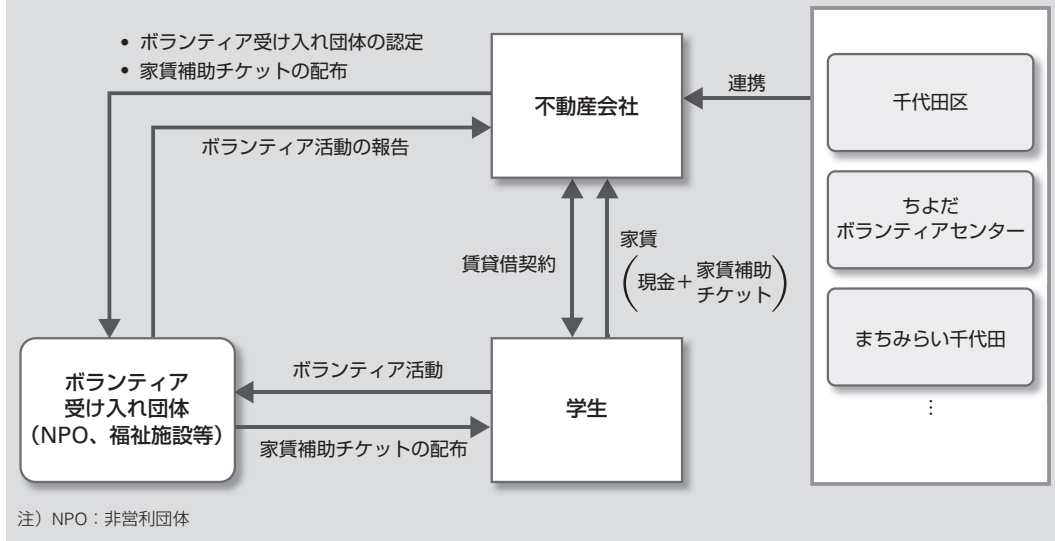 • ボランティア受け入れ団体の認定
• 家賃補助チケットの配布
不動産会社
連携
千代田区
ボランティア活動の報告
ちよだ
ボランティアセンター
賃貸借契約
家賃
(現金+家賃補助
チケット)
まちみらい千代田
⋮
ボランティア
受け入れ団体
(NPO、福祉施設等)
ボランティア活動
家賃補助チケットの配布
学生
注)NPO:非営利団体